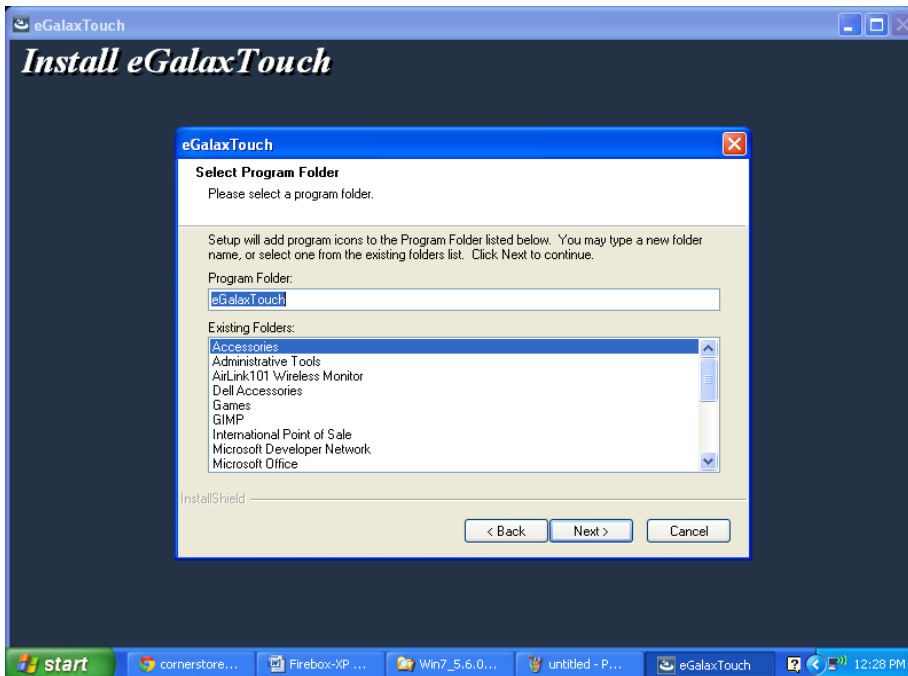 eGalaxTouch
Install eGalaxTouch
eGalaxTouch
Select Program Folder
Please select a program folder.
Setup will add program icons to the Program Folder listed below.  You may type a new folder
name, or select one from the existing folders list.  Click Next to continue.
Program Folder:
eGalaxTouch
Existing Folders:
Accessories
Administrative Tools
AirLink101 Wireless Monitor
Dell Accessories
Games
GIMP
International Point of Sale
Microsoft Developer Network
Microsoft Office
InstallShield
< Back
Next >
Cancel
start
cornerstore...
Firebox-XP ...
Win7_5.6.0...
untitled - P...
eGalaxTouch
12:28 PM